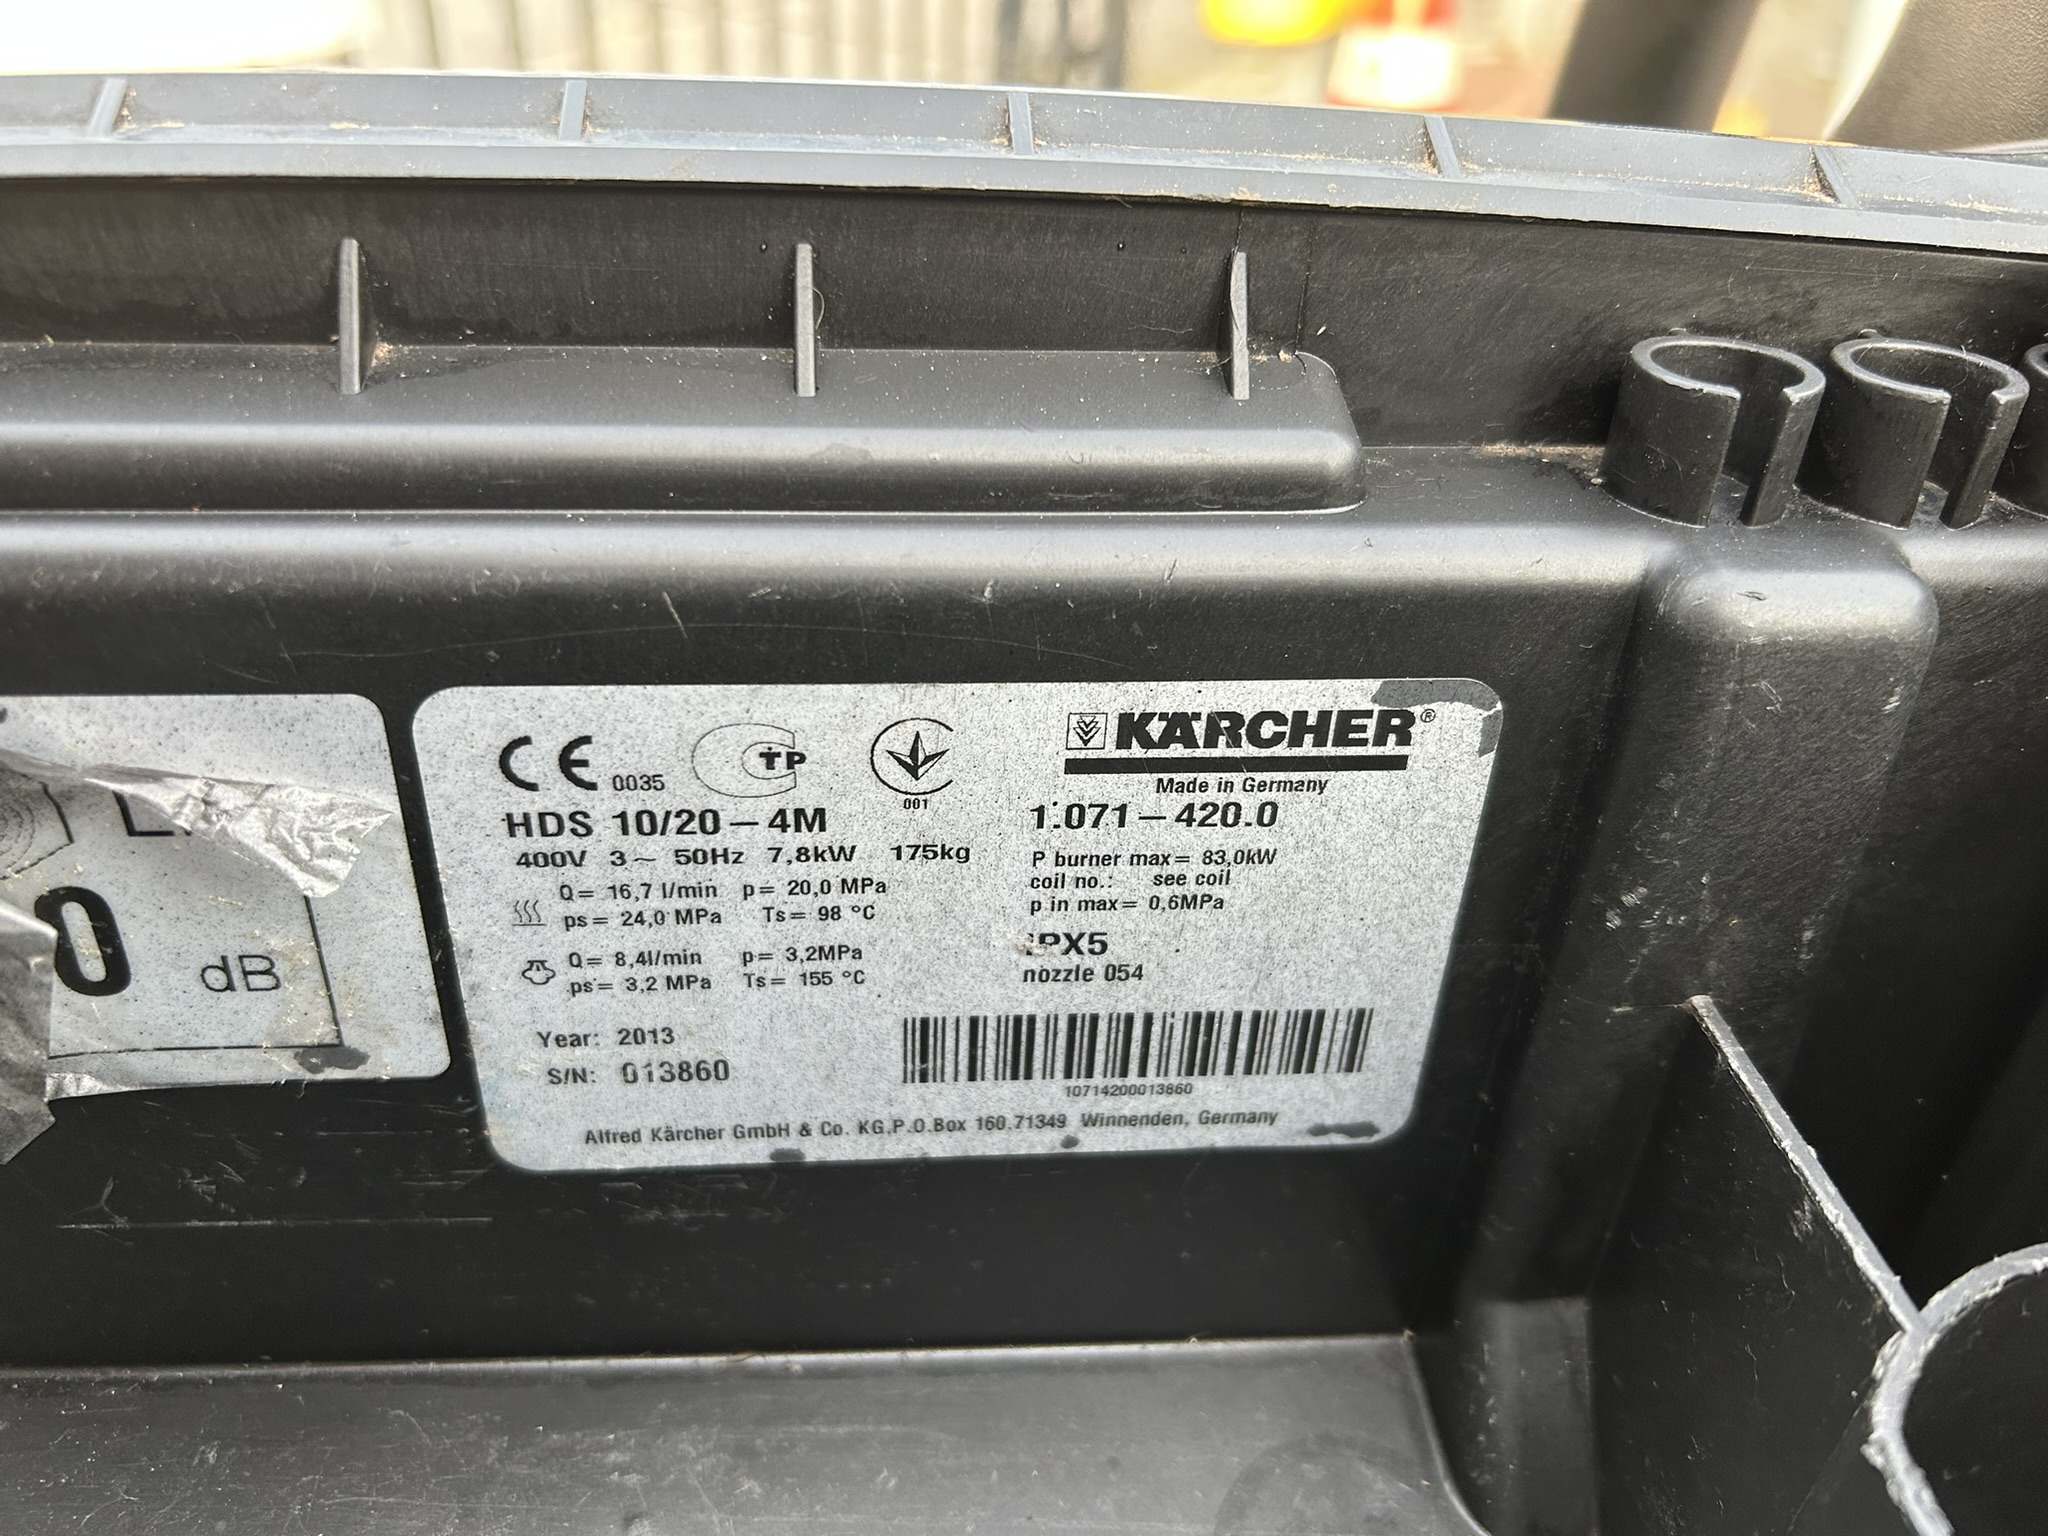 0
dB
CE 0035
TP
001
KÄRCHER®
Made in Germany
HDS 10/20-4M
1.071-420.0
400V 3~ 50Hz 7,8kW 175kg
P burner max= 83,0kW
coil no.: see coil
p in max= 0,6MPa
Q= 16,7 l/min p= 20,0 MPa
ps= 24,0 MPa Ts= 98 °C
IPX5
nozzle 054
Q= 8,4l/min p= 3,2MPa
ps= 3,2 MPa Ts= 155 °C
Year: 2013
S/N: 013860
10714200013860
Alfred Kärcher GmbH & Co. KG.P.O.Box 160.71349 Winnenden, Germany